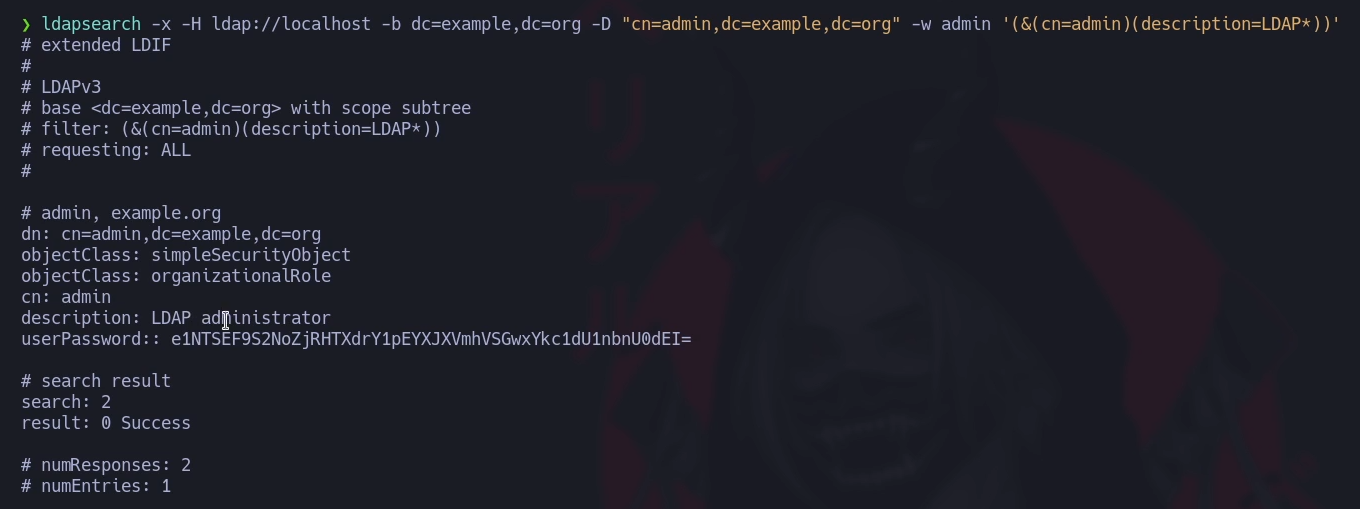 ❯ ldapsearch -x -H ldap://localhost -b dc=example,dc=org -D "cn=admin,dc=example,dc=org" -w admin '(&(cn=admin)(description=LDAP*))'
# extended LDIF
#
# LDAPv3
# base <dc=example,dc=org> with scope subtree
# filter: (&(cn=admin)(description=LDAP*))
# requesting: ALL
#

# admin, example.org
dn: cn=admin,dc=example,dc=org
objectClass: simpleSecurityObject
objectClass: organizationalRole
cn: admin
description: LDAP administrator
userPassword:: e1NTSEF9S2NoZjRHTXdrY1pEYXJXVmhVSGwxYkc1dU1nbnU0dEI=

# search result
search: 2
result: 0 Success

# numResponses: 2
# numEntries: 1
リアル